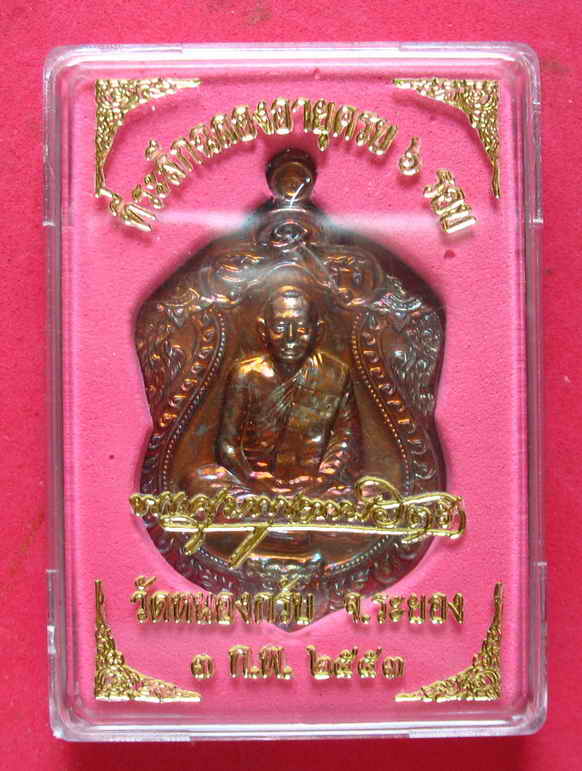 ที่ระลึกฉลองอายุครบ ๖ รอบ
วัดหนองกรับ จ.ระยอง
๓ ก.พ. ๒๕๕๓